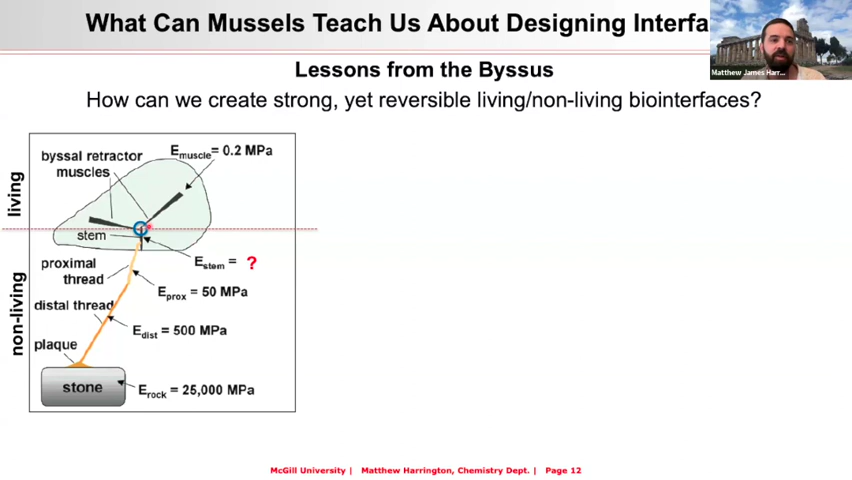 What Can Mussels Teach Us About Designing Interfa
Matthew James Harr...
Lessons from the Byssus
How can we create strong, yet reversible living/non-living biointerfaces?
living
non-living
byssal retractor
muscles
Emuscle= 0.2 MPa
stem
Estem = ?
proximal
thread
Eprox = 50 MPa
distal thread
Edist = 500 MPa
plaque
stone
Erock = 25,000 MPa
McGill University | Matthew Harrington, Chemistry Dept. | Page 12